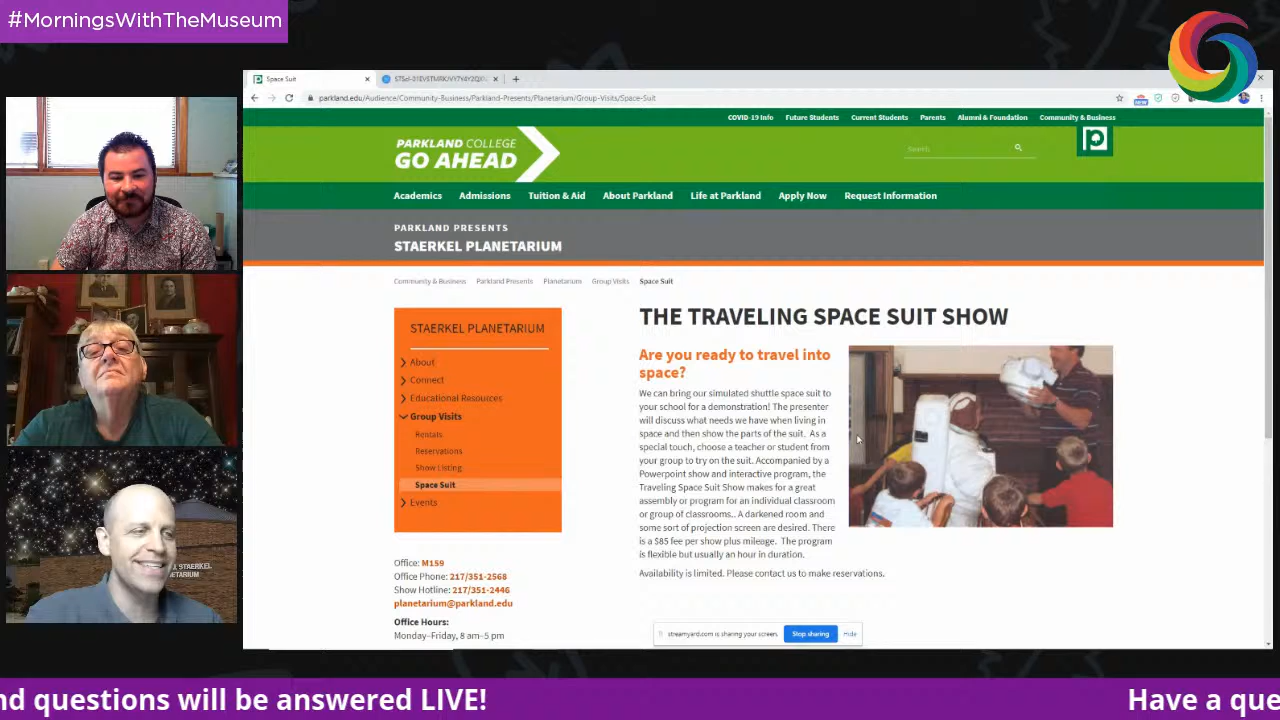 #MorningsWithTheMuseum
Space Suit
parkland.edu/Audience/Community-Business/Parkland-Presents/Planetarium/Group-Visits/Space-Suit
COVID-19 Info Future Students Current Students Parents Alumni & Foundation Community & Business
PARKLAND COLLEGE
GO AHEAD
Search
Academics Admissions Tuition & Aid About Parkland Life at Parkland Apply Now Request Information
PARKLAND PRESENTS
STAERKEL PLANETARIUM
Community & Business Parkland Presents Planetarium Group Visits Space Suit
STAERKEL PLANETARIUM
About
Connect
Educational Resources
Group Visits
Rentals
Reservations
Show Listing
Space Suit
Events
Office: M159
Office Phone: 217/351-2568
Show Hotline: 217/351-2446
planetarium@parkland.edu
Office Hours:
Monday–Friday, 8 am–5 pm
THE TRAVELING SPACE SUIT SHOW
Are you ready to travel into
space?
We can bring our simulated shuttle space suit to
your school for a demonstration! The presenter
will discuss what needs we have when living in
space and then show the parts of the suit. As a
special touch, choose a teacher or student from
your group to try on the suit. Accompanied by a
Powerpoint show and interactive program, the
Traveling Space Suit Show makes for a great
assembly or program for an individual classroom
or group of classrooms.. A darkened room and
some sort of projection screen are desired. There
is a $85 fee per show plus mileage. The program
is flexible but usually an hour in duration.
Availability is limited. Please contact us to make reservations.
J. STAERKEL
streamyard.com is sharing your screen. Stop sharing Hide
nd questions will be answered LIVE!
Have a que